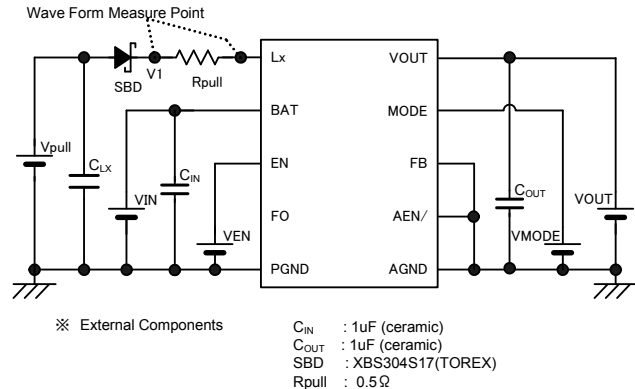 Wave Form Measure Point
SBD
V1
Rpull
Lx
VOUT
BAT
MODE
Vpull
CLX
EN
FB
CIN
COUT
VIN
FO
AEN/
VOUT
VEN
VMODE
PGND
AGND
※ External Components
CIN : 1uF (ceramic)
COUT : 1uF (ceramic)
SBD : XBS304S17(TOREX)
Rpull : 0.5Ω